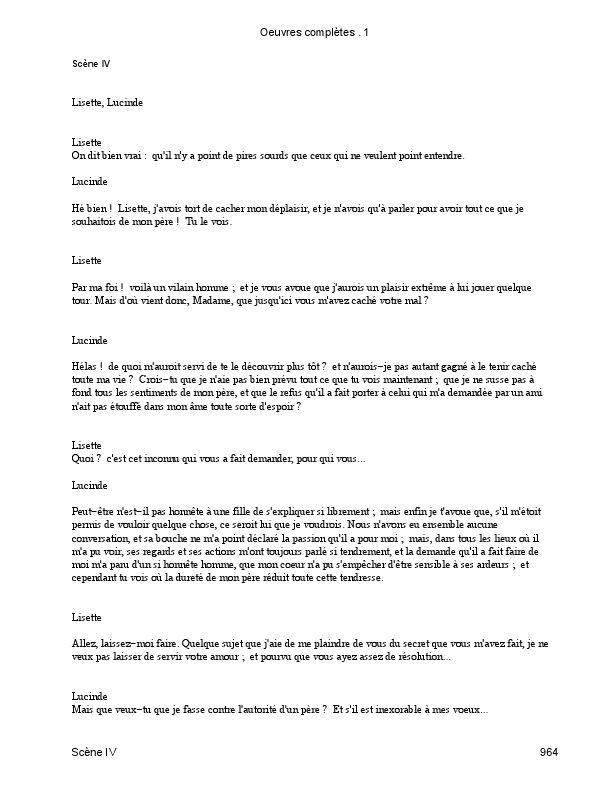 Oeuvres complètes . 1
Scène IV
Lisette, Lucinde
Lisette
On dit bien vrai : qu'il n'y a point de pires sourds que ceux qui ne veulent point entendre.
Lucinde
Hé bien ! Lisette, j'avois tort de cacher mon déplaisir, et je n'avois qu'à parler pour avoir tout ce que je
souhaitois de mon père ! Tu le vois.
Lisette
Par ma foi ! voilà un vilain homme ; et je vous avoue que j'aurois un plaisir extrême à lui jouer quelque
tour. Mais d'où vient donc, Madame, que jusqu'ici vous m'avez caché votre mal ?
Lucinde
Hélas ! de quoi m'auroit servi de te le découvrir plus tôt ? et n'aurois−je pas autant gagné à le tenir caché
toute ma vie ? Crois−tu que je n'aie pas bien prévu tout ce que tu vois maintenant ; que je ne susse pas à
fond tous les sentiments de mon père, et que le refus qu'il a fait porter à celui qui m'a demandée par un ami
n'ait pas étouffé dans mon âme toute sorte d'espoir ?
Lisette
Quoi ? c'est cet inconnu qui vous a fait demander, pour qui vous...
Lucinde
Peut−être n'est−il pas honnête à une fille de s'expliquer si librement ; mais enfin je t'avoue que, s'il m'étoit
permis de vouloir quelque chose, ce seroit lui que je voudrois. Nous n'avons eu ensemble aucune
conversation, et sa bouche ne m'a point déclaré la passion qu'il a pour moi ; mais, dans tous les lieux où il
m'a pu voir, ses regards et ses actions m'ont toujours parlé si tendrement, et la demande qu'il a fait faire de
moi m'a paru d'un si honnête homme, que mon coeur n'a pu s'empêcher d'être sensible à ses ardeurs ; et
cependant tu vois où la dureté de mon père réduit toute cette tendresse.
Lisette
Allez, laissez−moi faire. Quelque sujet que j'aie de me plaindre de vous du secret que vous m'avez fait, je ne
veux pas laisser de servir votre amour ; et pourvu que vous ayez assez de résolution...
Lucinde
Mais que veux−tu que je fasse contre l'autorité d'un père ? Et s'il est inexorable à mes voeux...
Scène IV 964